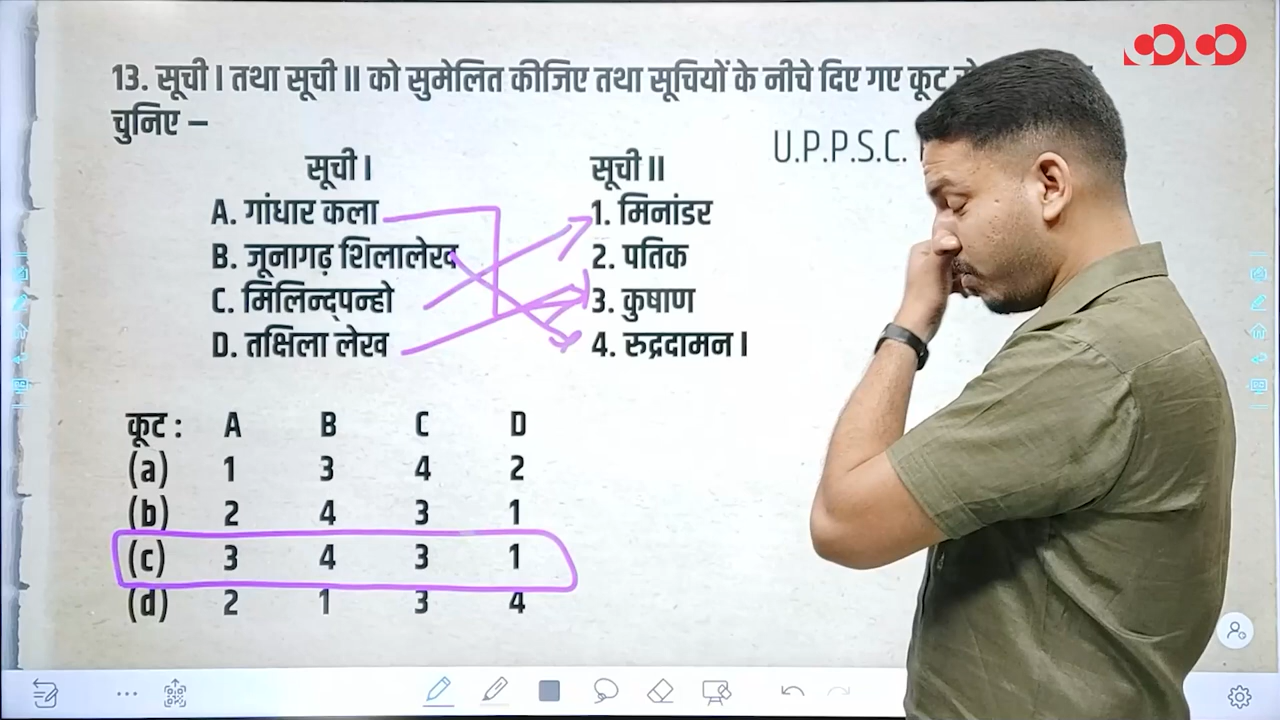 13. सूची I तथा सूची II को सुमेलित कीजिए तथा सूचियों के नीचे दिए गए कूट
चुनिए –
U.P.P.S.C.
सूची I सूची II
A. गांधार कला 1. मिनांडर
B. जूनागढ़ शिलालेख 2. पतिक
C. मिलिन्द्पन्हो 3. कुषाण
D. तक्षिला लेख 4. रुद्रदामन I
कूट : A B C D
(a) 1 3 4 2
(b) 2 4 3 1
(c) 3 4 3 1
(d) 2 1 3 4